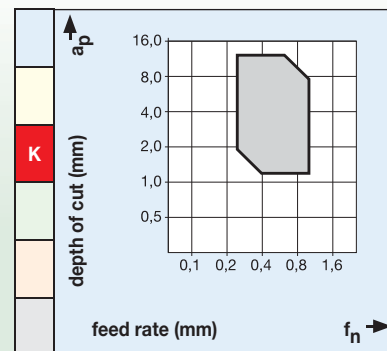 a_p
16,0
8,0
4,0
2,0
1,0
0,5
K
depth of cut (mm)
0,1 0,2 0,4 0,8 1,6
feed rate (mm) f_n